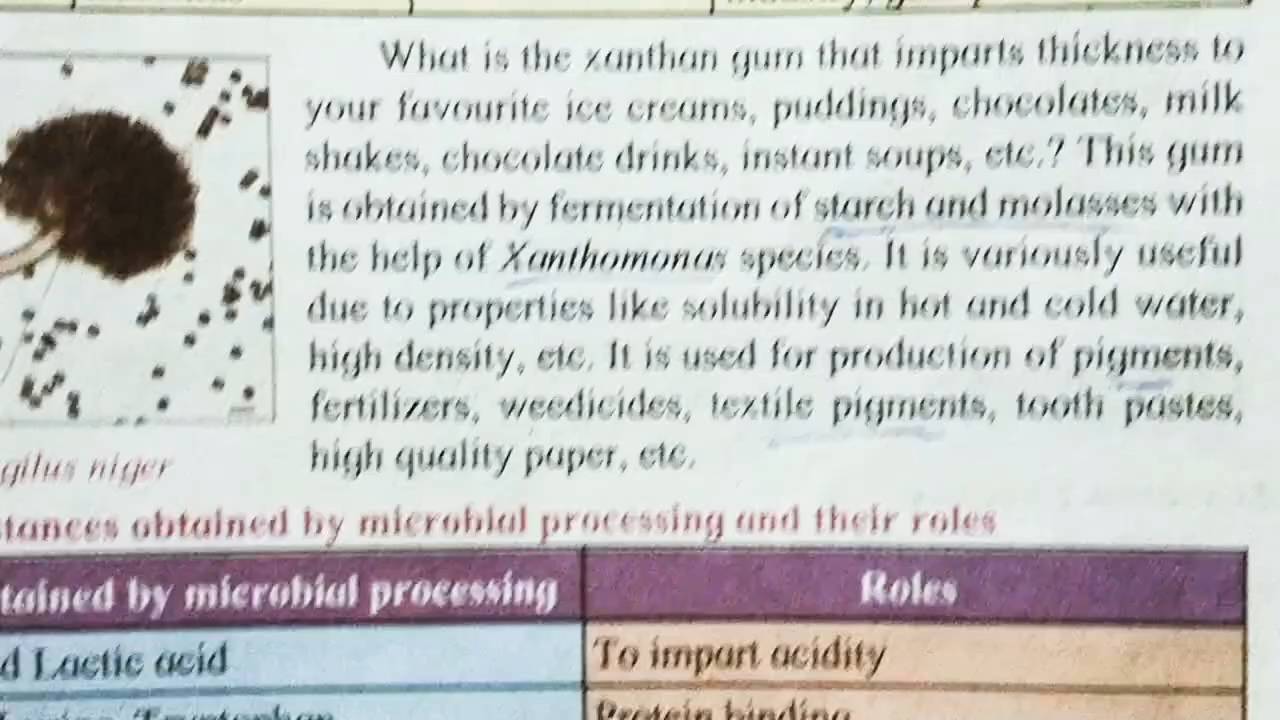 What is the xanthan gum that imparts thickness to
your favourite ice creams, puddings, chocolates, milk
shakes, chocolate drinks, instant soups, etc.? This gum
is obtained by fermentation of starch and molasses with
the help of Xanthomonas species. It is variously useful
due to properties like solubility in hot and cold water,
high density, etc. It is used for production of pigments,
fertilizers, weedicides, textile pigments, tooth pastes,
high quality paper, etc.
gilus niger
tances obtained by microbial processing and their roles
tained by microbial processing Roles
d Lactic acid To impart acidity
Tryptophan Protein binding